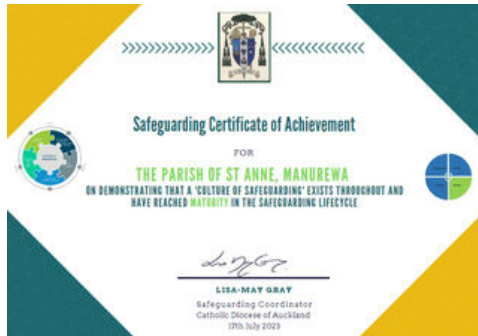 Safeguarding Certificate of Achievement
FOR
THE PARISH OF ST ANNE, MANUREWA
ON DEMONSTRATING THAT A 'CULTURE OF SAFEGUARDING' EXISTS THROUGHOUT AND
HAVE REACHED MATURITY IN THE SAFEGUARDING LIFECYCLE
LISA-MAY GRAY
Safeguarding Coordinator
Catholic Diocese of Auckland
17th July 2023